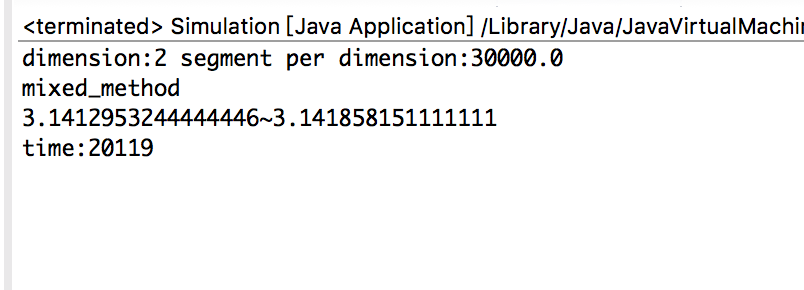 <terminated> Simulation [Java Application] /Library/Java/JavaVirtualMachi
dimension:2 segment per dimension:30000.0
mixed_method
3.1412953244444446~3.141858151111111
time:20119